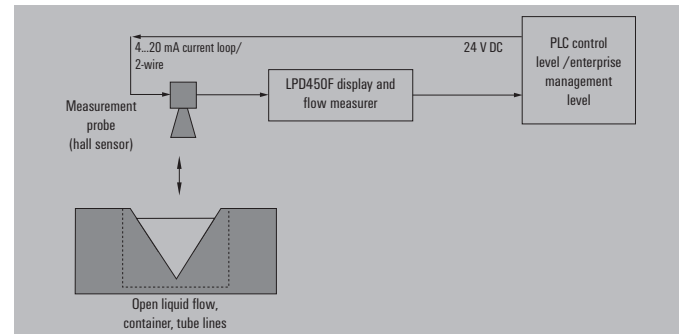 4...20 mA current loop/
2-wire
24 V DC
PLC control
level /enterprise
management
level
LPD450F display and
flow measurer
Measurement
probe
(hall sensor)
Open liquid flow,
container, tube lines